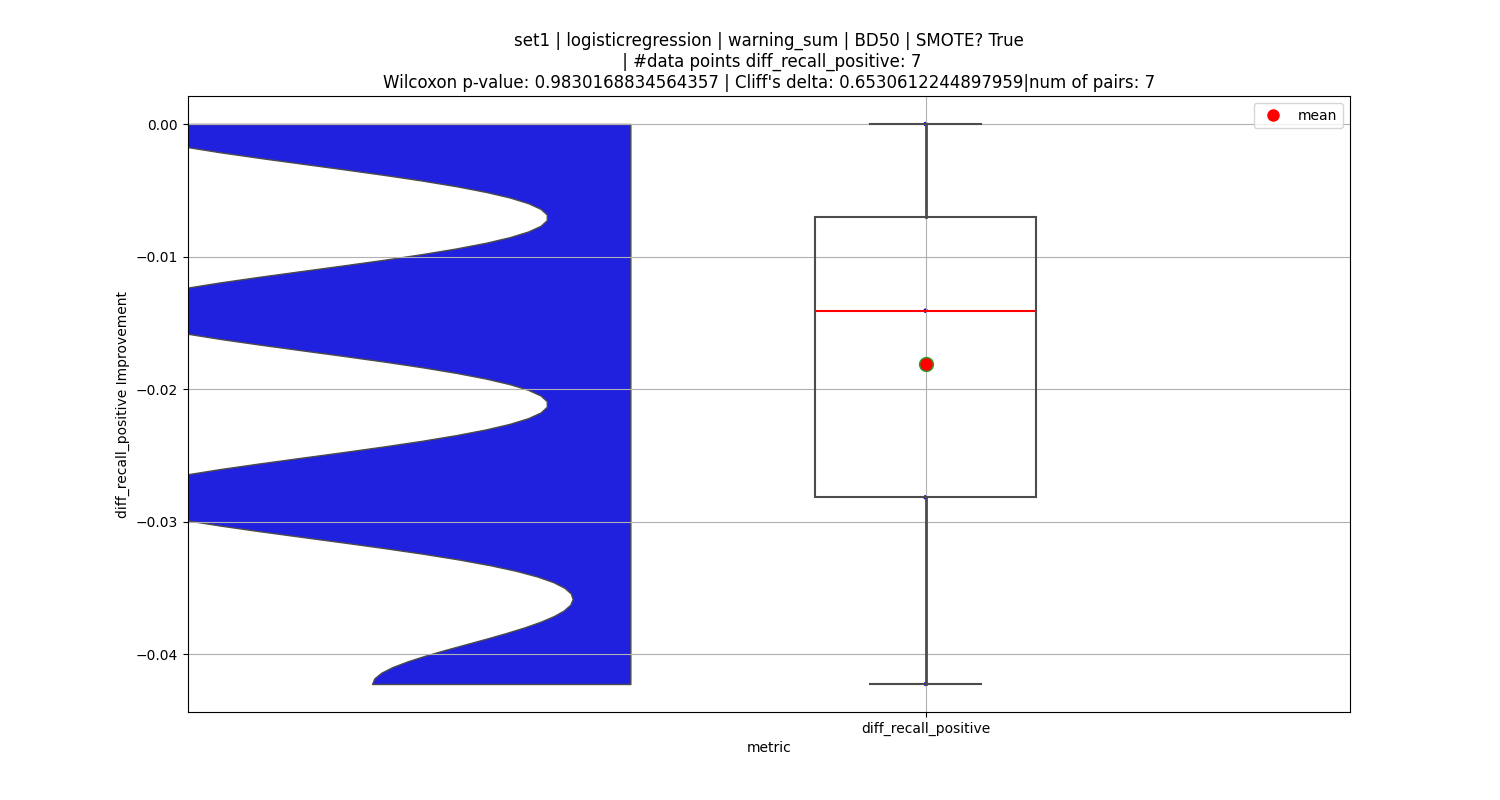 set1 | logisticregression | warning_sum | BD50 | SMOTE? True
| #data points diff_recall_positive: 7
Wilcoxon p-value: 0.9830168834564357 | Cliff's delta: 0.6530612244897959|num of pairs: 7
mean
0.00
−0.01
−0.02
−0.03
−0.04
diff_recall_positive Improvement
diff_recall_positive
metric